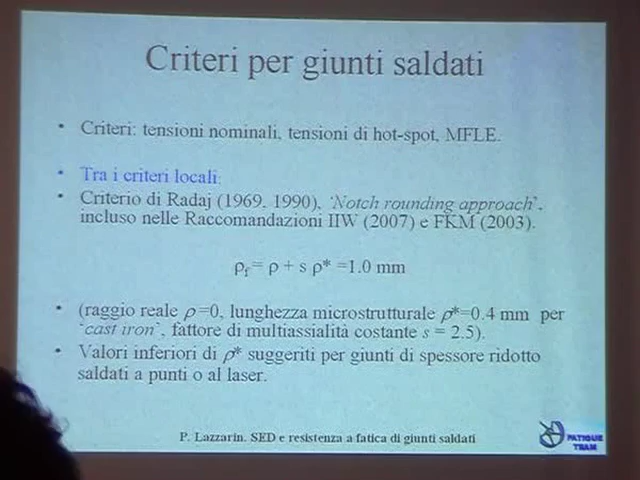 Criteri per giunti saldati
• Criteri: tensioni nominali, tensioni di hot-spot, MFLE.
• Tra i criteri locali:
• Criterio di Radaj (1969, 1990), 'Notch rounding approach',
incluso nelle Raccomandazioni IIW (2007) e FKM (2003).
ρf = ρ + s ρ* =1.0 mm
• (raggio reale ρ=0, lunghezza microstrutturale ρ*=0.4 mm per
'cast iron', fattore di multiassialità costante s = 2.5).
• Valori inferiori di ρ* suggeriti per giunti di spessore ridotto
saldati a punti o al laser.
P. Lazzarin. SED e resistenza a fatica di giunti saldati
FATIGUE
TEAM